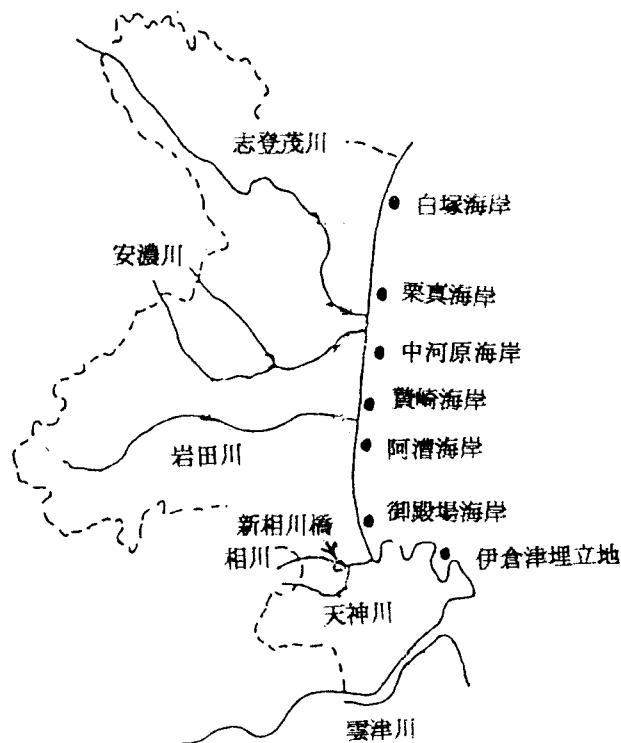 志登茂川
白塚海岸
安濃川
栗真海岸
中河原海岸
贄崎海岸
岩田川
阿漕海岸
御殿場海岸
新相川橋
相川
伊倉津埋立地
天神川
雲津川